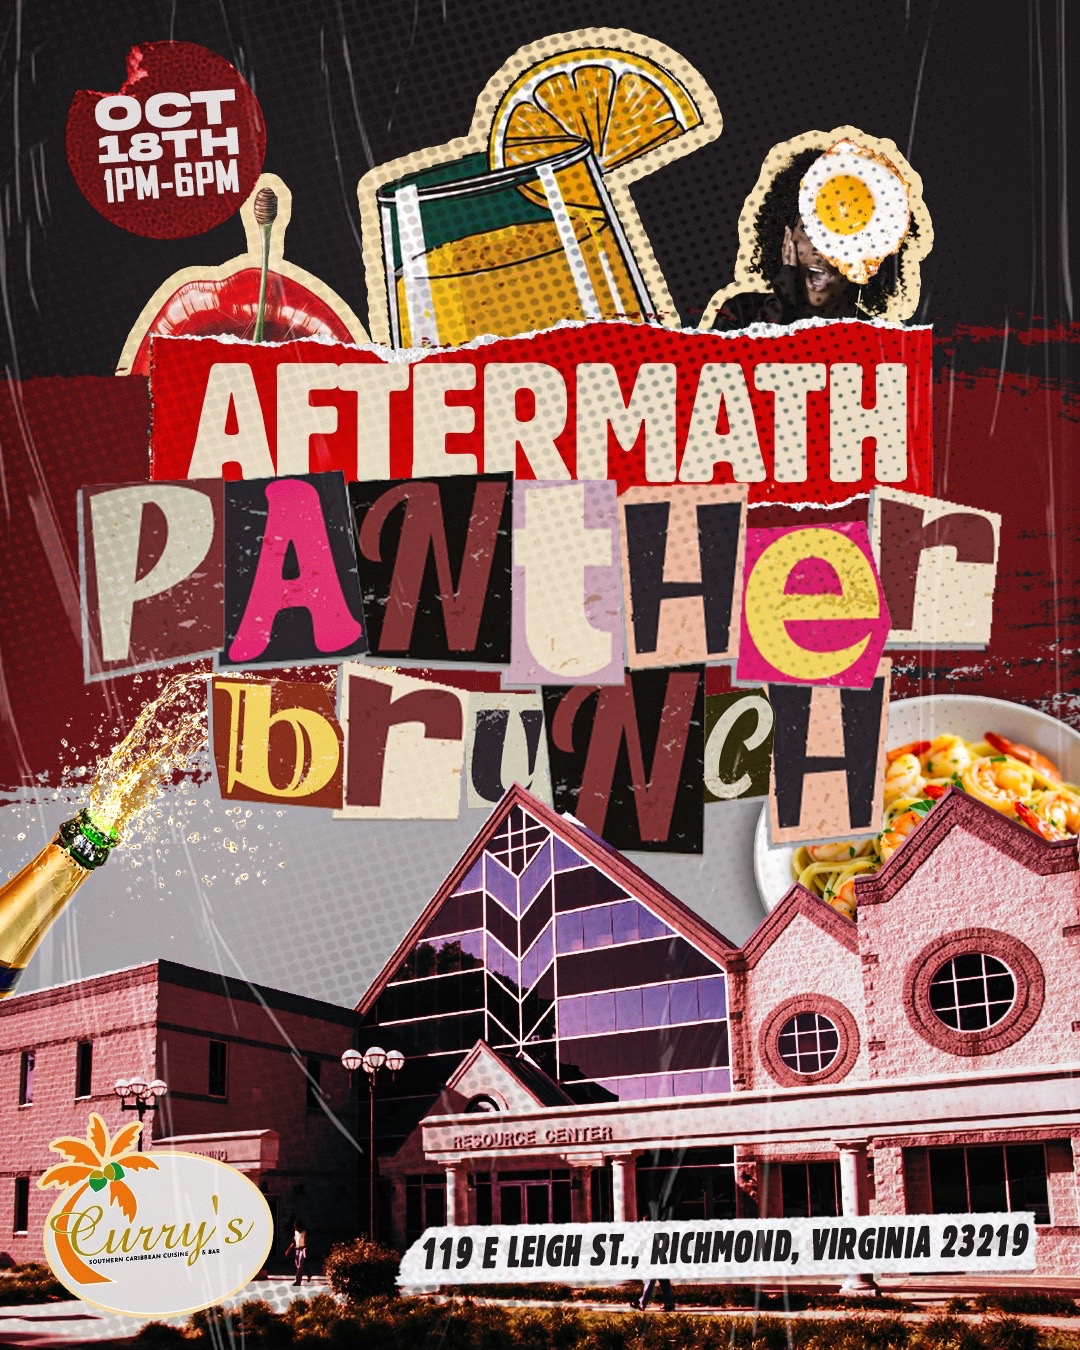 OCT
18TH
1PM-6PM
AFTERMATH
PANtHer
brUNCH
RESOURCE CENTER
Curry's
SOUTHERN CARIBBEAN CUISINE & BAR
119 E LEIGH ST., RICHMOND, VIRGINIA 23219